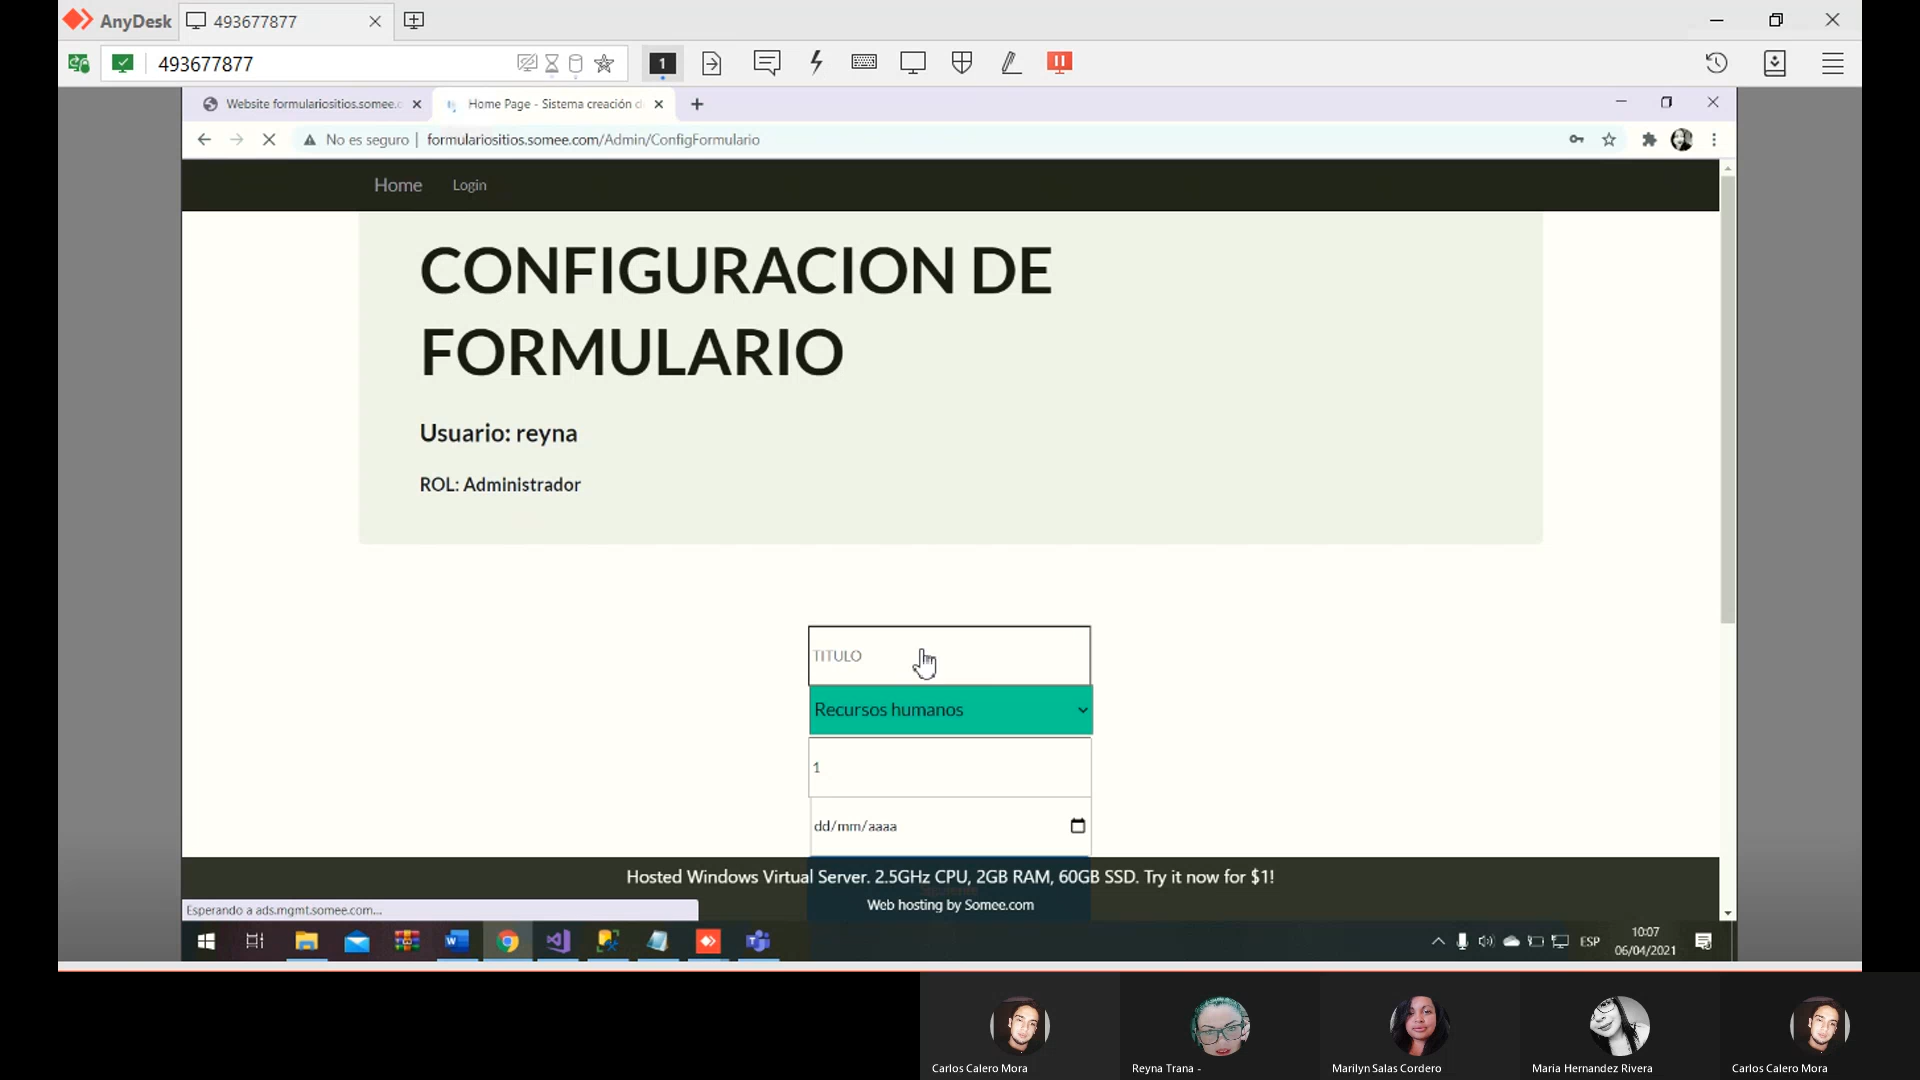 AnyDesk
493677877
493677877
1
Website formulariositios.somee.c
Home Page - Sistema creación d
No es seguro
formulariositios.somee.com/Admin/ConfigFormulario
Home
Login
CONFIGURACION DE
FORMULARIO
Usuario: reyna
ROL: Administrador
TITULO
Recursos humanos
1
dd/mm/aaaa
Hosted Windows Virtual Server. 2.5GHz CPU, 2GB RAM, 60GB SSD. Try it now for $1!
Web hosting by Somee.com
Esperando a ads.mgmt.somee.com...
ESP
10:07
06/04/2021
Carlos Calero Mora
Reyna Trana -
Marilyn Salas Cordero
Maria Hernandez Rivera
Carlos Calero Mora